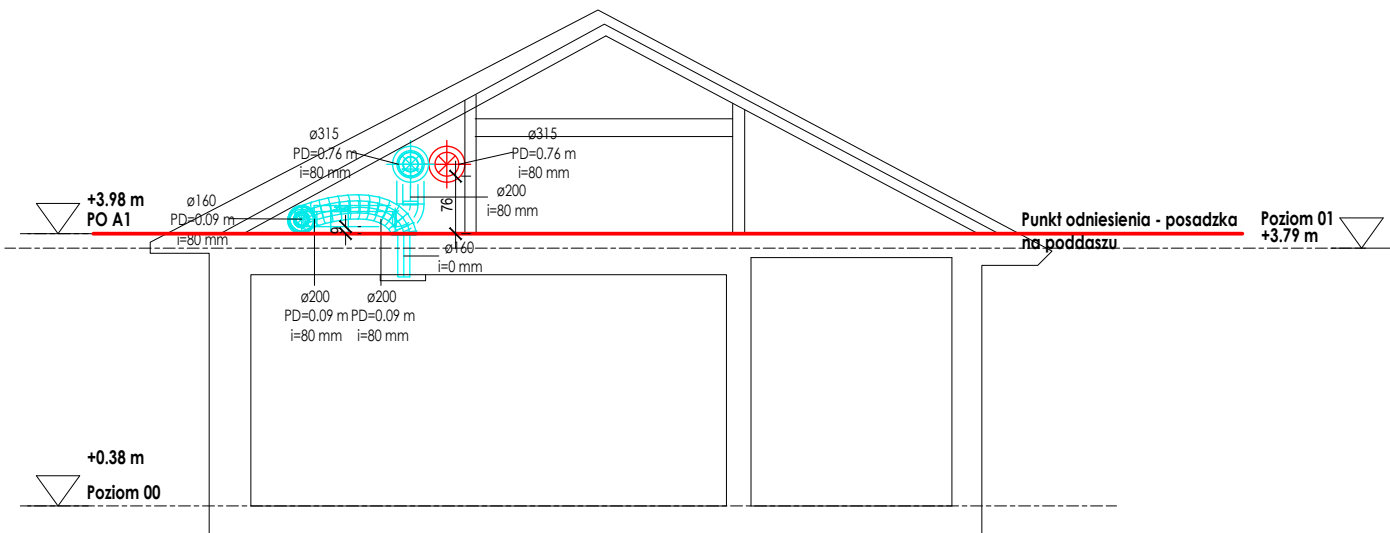 ø315
PD=0.76 m
i=80 mm
ø315
PD=0.76 m
i=80 mm
ø200
i=80 mm
76
+3.98 m
PO A1
ø160
PD=0.09 m
i=80 mm
9
Punkt odniesienia - posadzka
na poddaszu
Poziom 01
+3.79 m
ø160
i=0 mm
ø200
PD=0.09 m
i=80 mm
ø200
PD=0.09 m
i=80 mm
+0.38 m
Poziom 00